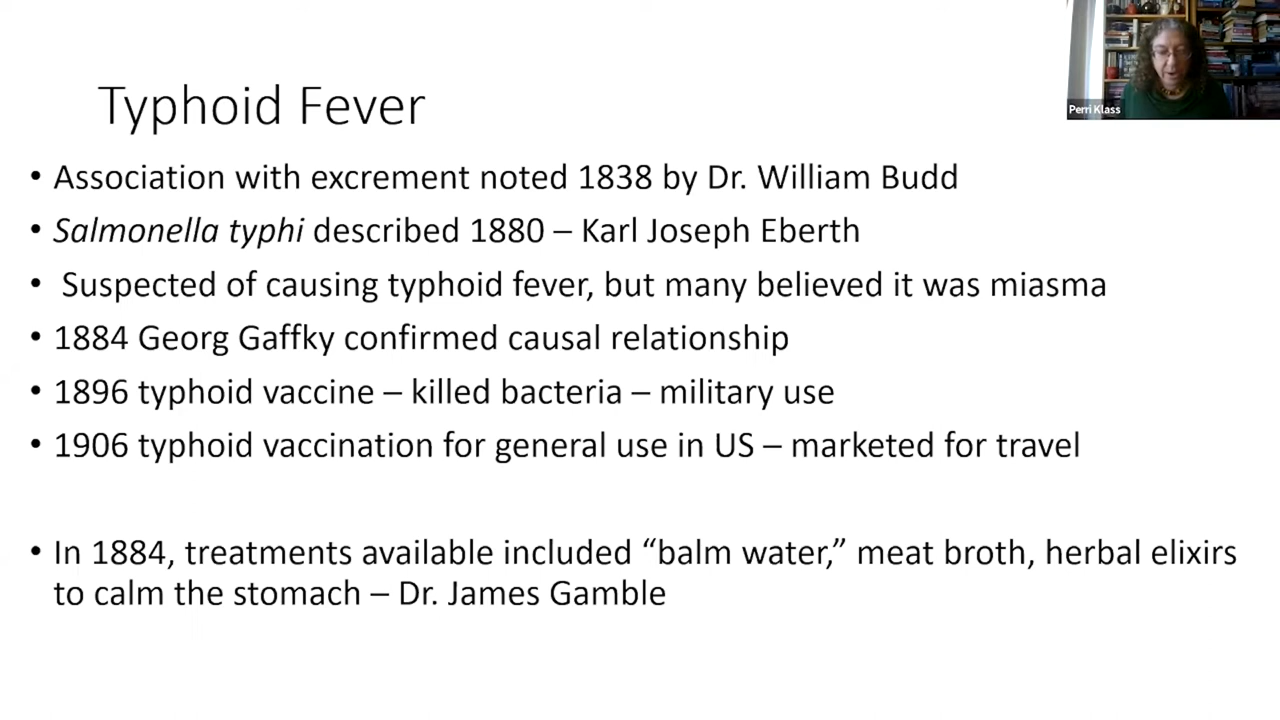 Perri Klass
Typhoid Fever
• Association with excrement noted 1838 by Dr. William Budd
• Salmonella typhi described 1880 – Karl Joseph Eberth
• Suspected of causing typhoid fever, but many believed it was miasma
• 1884 Georg Gaffky confirmed causal relationship
• 1896 typhoid vaccine – killed bacteria – military use
• 1906 typhoid vaccination for general use in US – marketed for travel
• In 1884, treatments available included “balm water,” meat broth, herbal elixirs
to calm the stomach – Dr. James Gamble